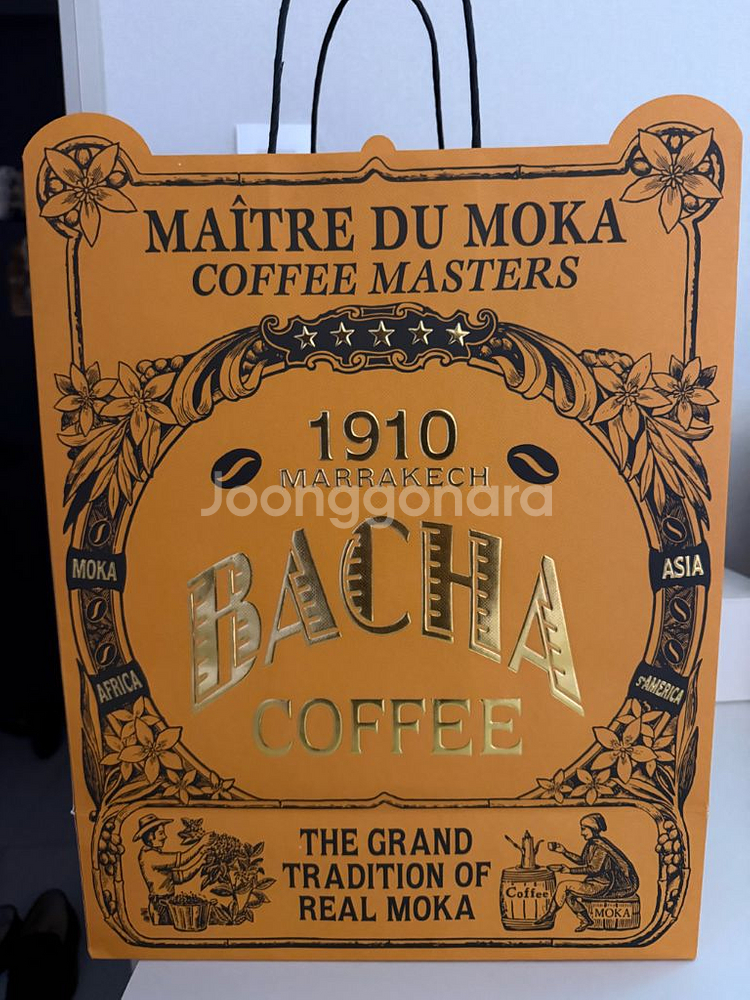 MAÎTRE DU MOKA
COFFEE MASTERS
1910
MARRAKECH
Joonggonara
BACHA
COFFEE
MOKA
ASIA
AFRICA
S.AMERICA
THE GRAND
TRADITION OF
REAL MOKA
Coffee
MOKA